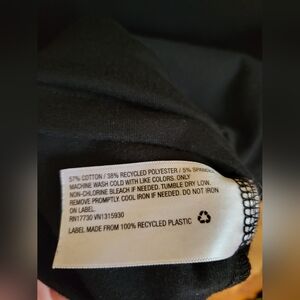 57% COTTON / 38% RECYCLED POLYESTER / 5% SPAND
MACHINE WASH COLD WITH LIKE COLORS. ONLY
NON-CHLORINE BLEACH IF NEEDED. TUMBLE DRY LOW.
REMOVE PROMPTLY. COOL IRON IF NEEDED. DO NOT IRON
ON LABEL.
RN17730 VN1315930
LABEL MADE FROM 100% RECYCLED PLASTIC